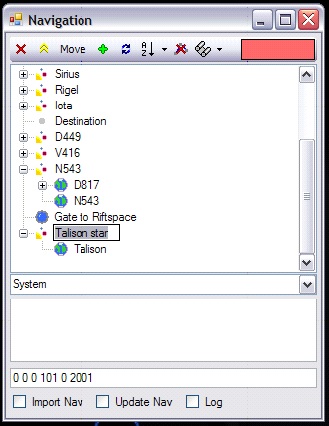 Navigation
Move
Sirius
Rigel
Iota
Destination
D449
V416
N543
D817
N543
Gate to Riftspace
Talison star
Talison
System
0 0 0 101 0 2001
Import Nav Update Nav Log